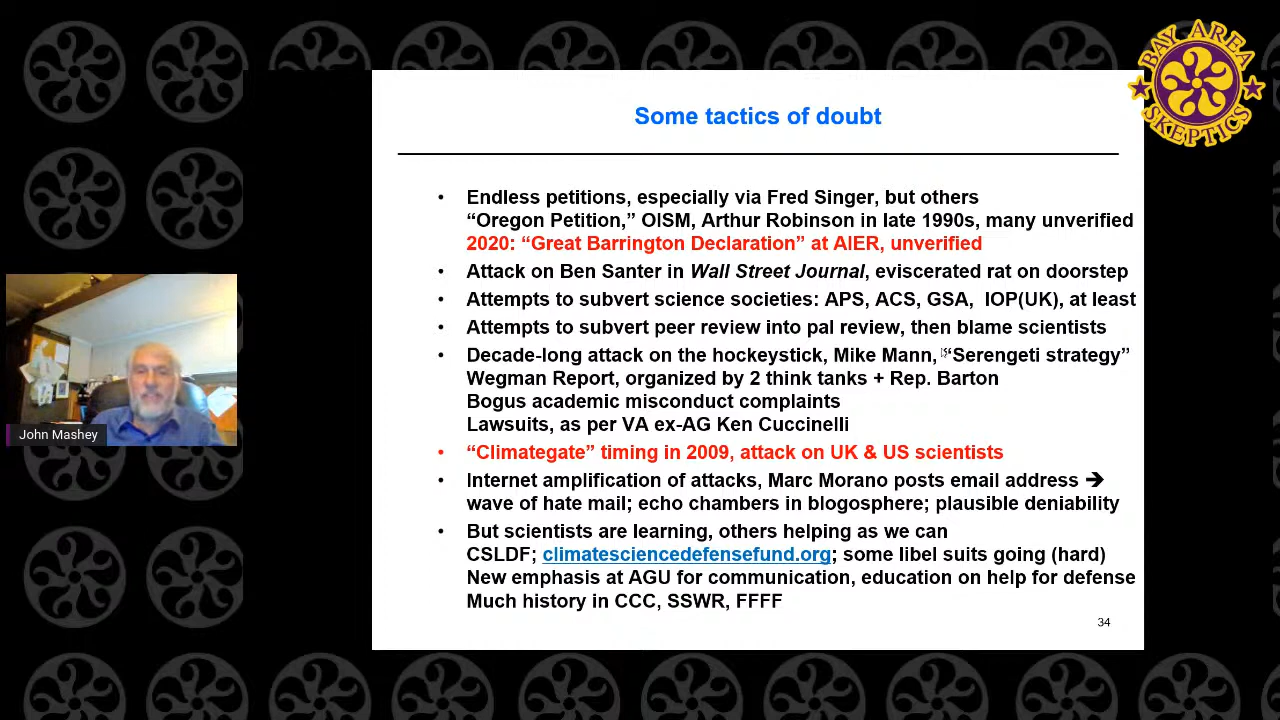 BAY AREA
SKEPTICS
Some tactics of doubt
• Endless petitions, especially via Fred Singer, but others
“Oregon Petition,” OISM, Arthur Robinson in late 1990s, many unverified
2020: “Great Barrington Declaration” at AIER, unverified
• Attack on Ben Santer in Wall Street Journal, eviscerated rat on doorstep
• Attempts to subvert science societies: APS, ACS, GSA, IOP(UK), at least
• Attempts to subvert peer review into pal review, then blame scientists
• Decade-long attack on the hockeystick, Mike Mann, “Serengeti strategy”
Wegman Report, organized by 2 think tanks + Rep. Barton
Bogus academic misconduct complaints
Lawsuits, as per VA ex-AG Ken Cuccinelli
• “Climategate” timing in 2009, attack on UK & US scientists
• Internet amplification of attacks, Marc Morano posts email address ➔
wave of hate mail; echo chambers in blogosphere; plausible deniability
• But scientists are learning, others helping as we can
CSLDF; climatesciencedefensefund.org; some libel suits going (hard)
New emphasis at AGU for communication, education on help for defense
Much history in CCC, SSWR, FFFF
34
John Mashey